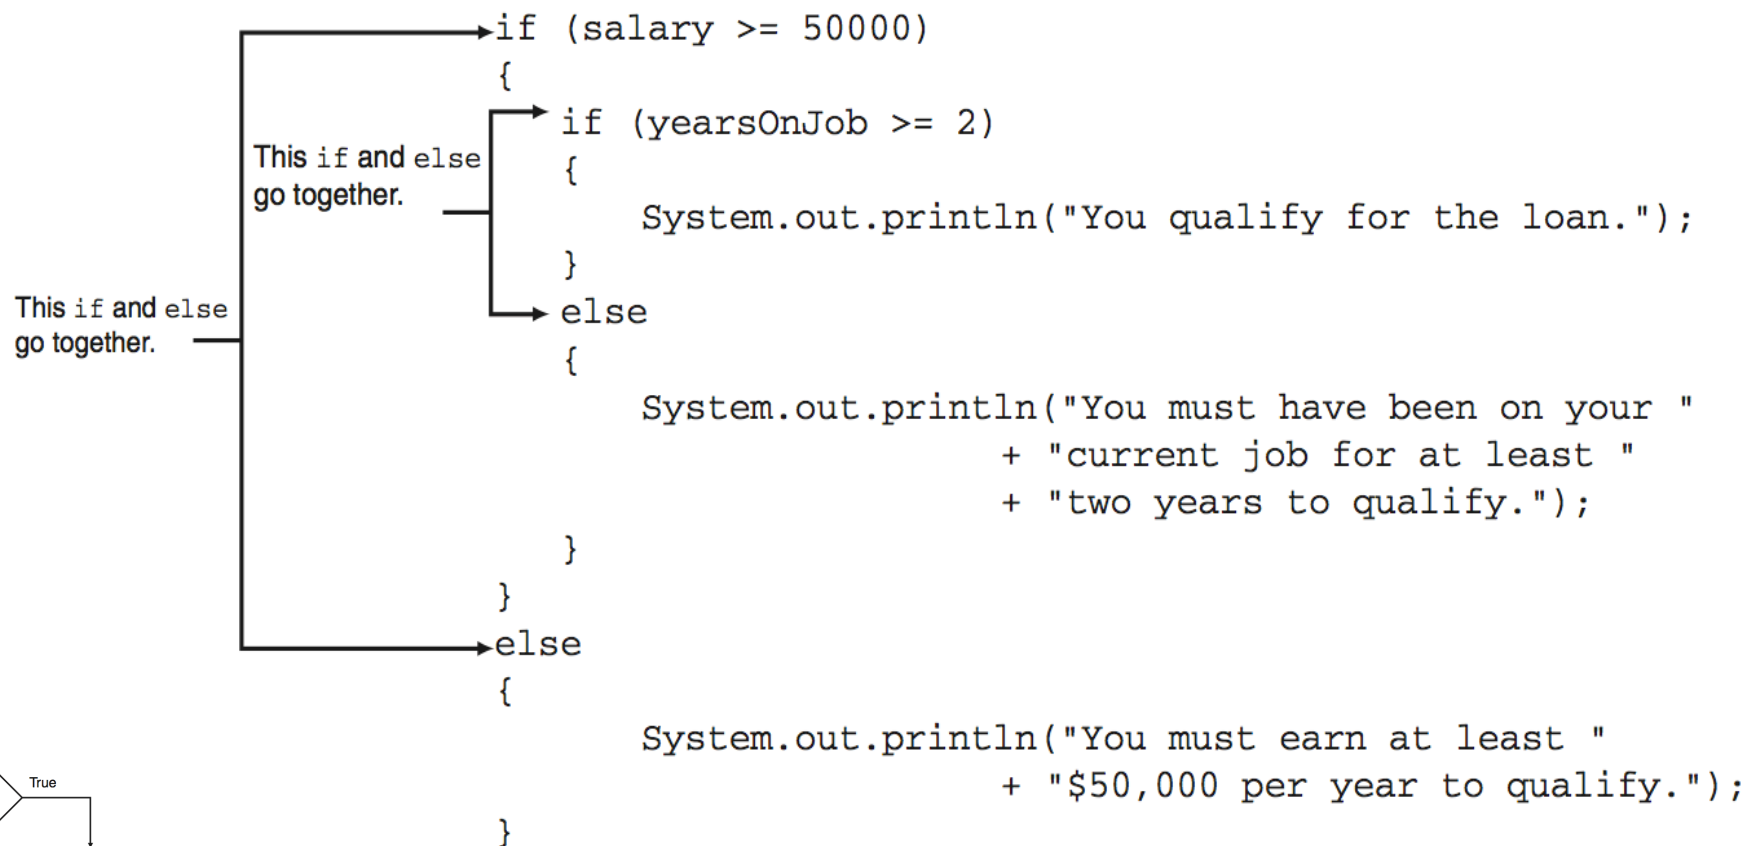 if (salary >= 50000)
{
if (yearsOnJob >= 2)
This if and else
go together.
{
System.out.println("You qualify for the loan.");
}
This if and else
go together.
else
{
System.out.println("You must have been on your "
+ "current job for at least "
+ "two years to qualify.");
}
}
else
{
System.out.println("You must earn at least "
+ "$50,000 per year to qualify.");
True
}